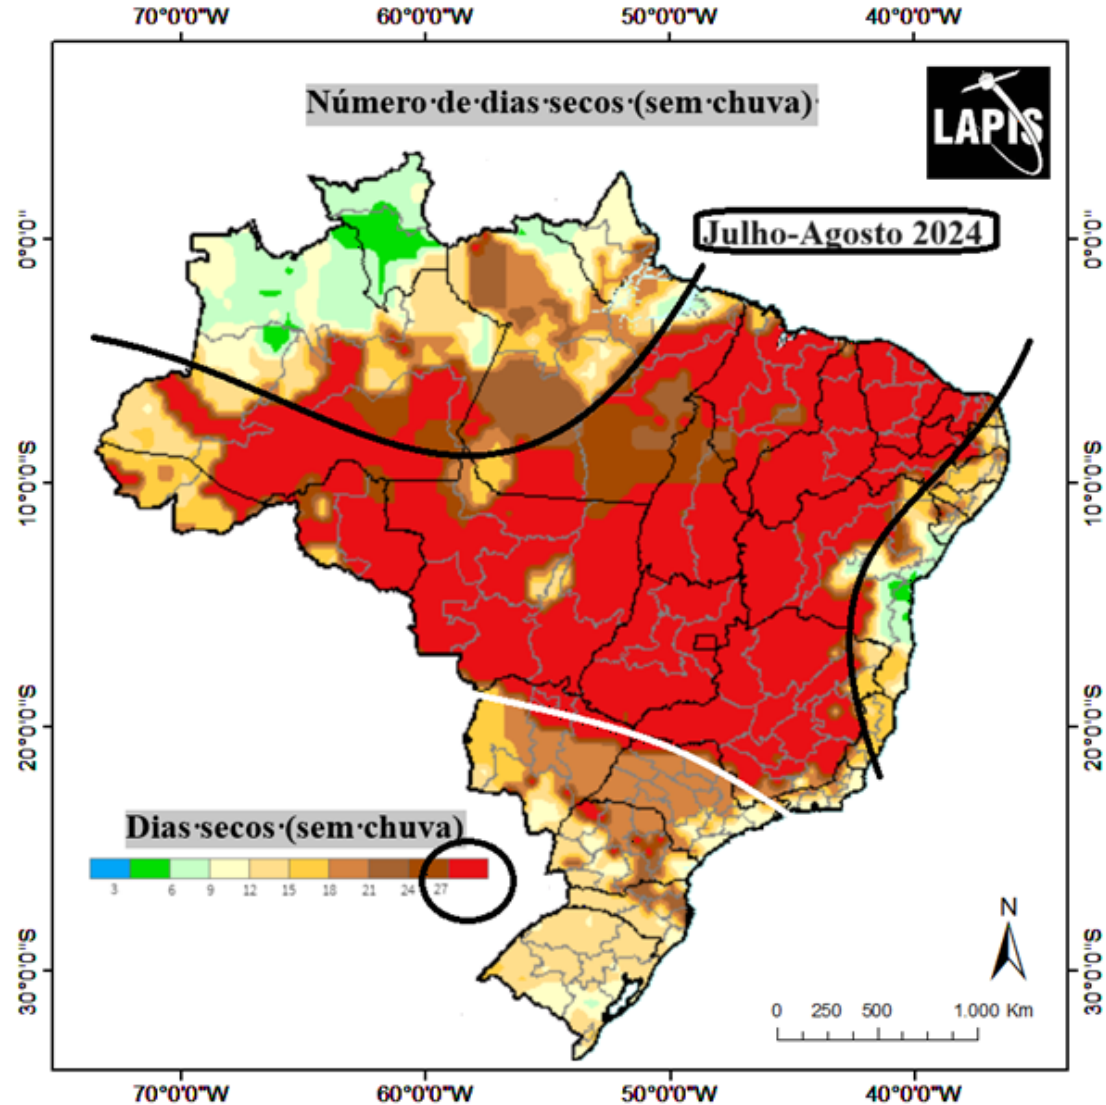 70°0'0"W 60°0'0"W 50°0'0"W 40°0'0"W
Número·de·dias·secos·(sem·chuva)·
LAPIS
Julho-Agosto 2024
0°0'0" 0°0'0"
10°0'0"S 10°0'0"S
20°0'0"S 20°0'0"S
Dias·secos·(sem·chuva)
3 6 9 12 15 18 21 24 27
N
30°0'0"S 30°0'0"S
0 250 500 1.000 Km
70°0'0"W 60°0'0"W 50°0'0"W 40°0'0"W